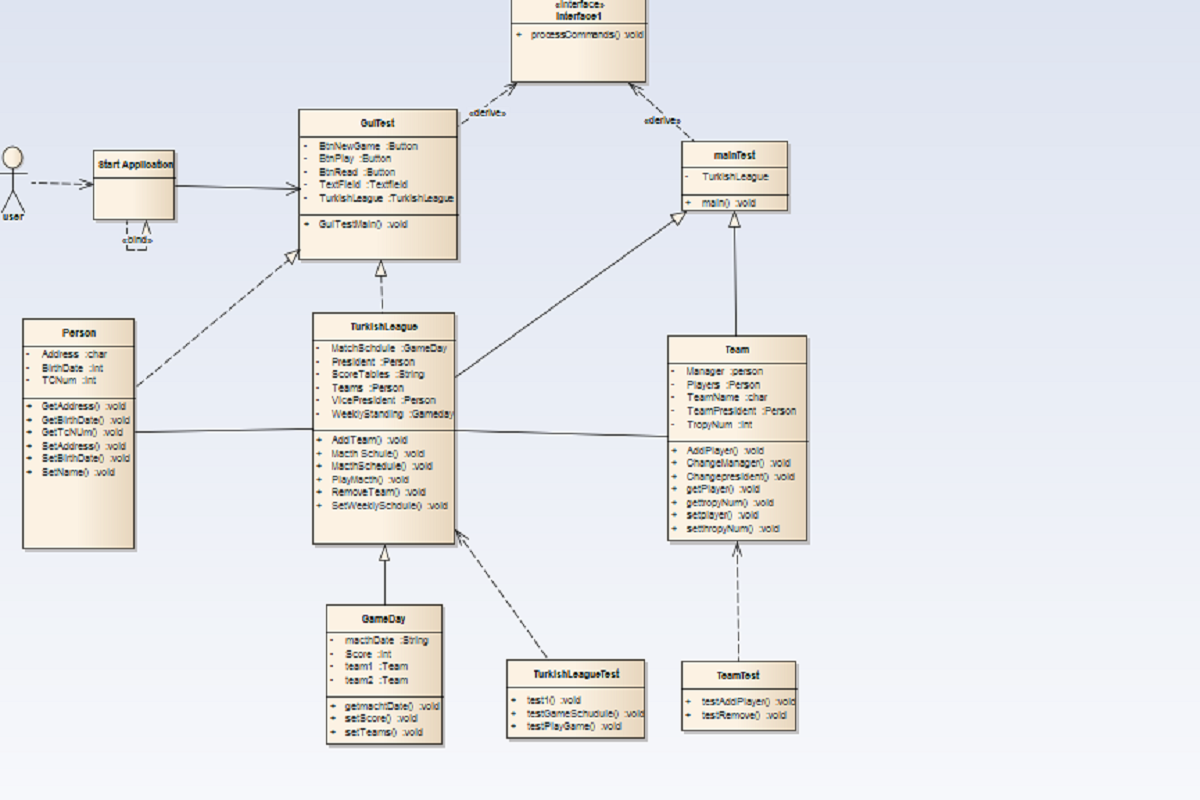 «interface»
Interface1
+ processCommands() :void
«derive»
«derive»
GuiTest
- BtnNewGame :Button
- BtnPlay :Button
- BtnRead :Button
- TextField :Textfield
- TurkishLeague :TurkishLeague
+ GuiTestMain() :void
mainTest
- TurkishLeague
+ main() :void
user
Start Application
«bind»
Person
- Address :char
- BirthDate :int
- TCNum :int
+ GetAddress() :void
+ GetBirthDate() :void
+ GetTcNUm() :void
+ SetAddress() :void
+ SetBirthDate() :void
+ SetName() :void
TurkishLeague
- MatchSchdule :GameDay
- President :Person
- ScoreTables :String
- Teams :Person
- VicePresident :Person
- WeeklyStanding :Gameday
+ AddTeam() :void
+ Macth Schule() :void
+ MacthSchedule() :void
+ PlayMacth() :void
+ RemoveTeam() :void
+ SetWeeklySchdule() :void
Team
- Manager :person
- Players :Person
- TeamName :char
- TeamPresident :Person
- TropyNum :int
+ AddPlayer() :void
+ ChangeManager() :void
+ Changepresident() :void
+ getPlayer() :void
+ gettropyNum() :void
+ setplayer() :void
+ setthropyNum() :void
GameDay
- macthDate :String
- Score :int
- team1 :Team
- team2 :Team
+ getmachtDate() :void
+ setScore() :void
+ setTeams() :void
TurkishLeagueTest
+ test1() :void
+ testGameSchudule() :void
+ testPlayGame() :void
TeamTest
+ testAddPlayer() :void
+ testRemove() :void